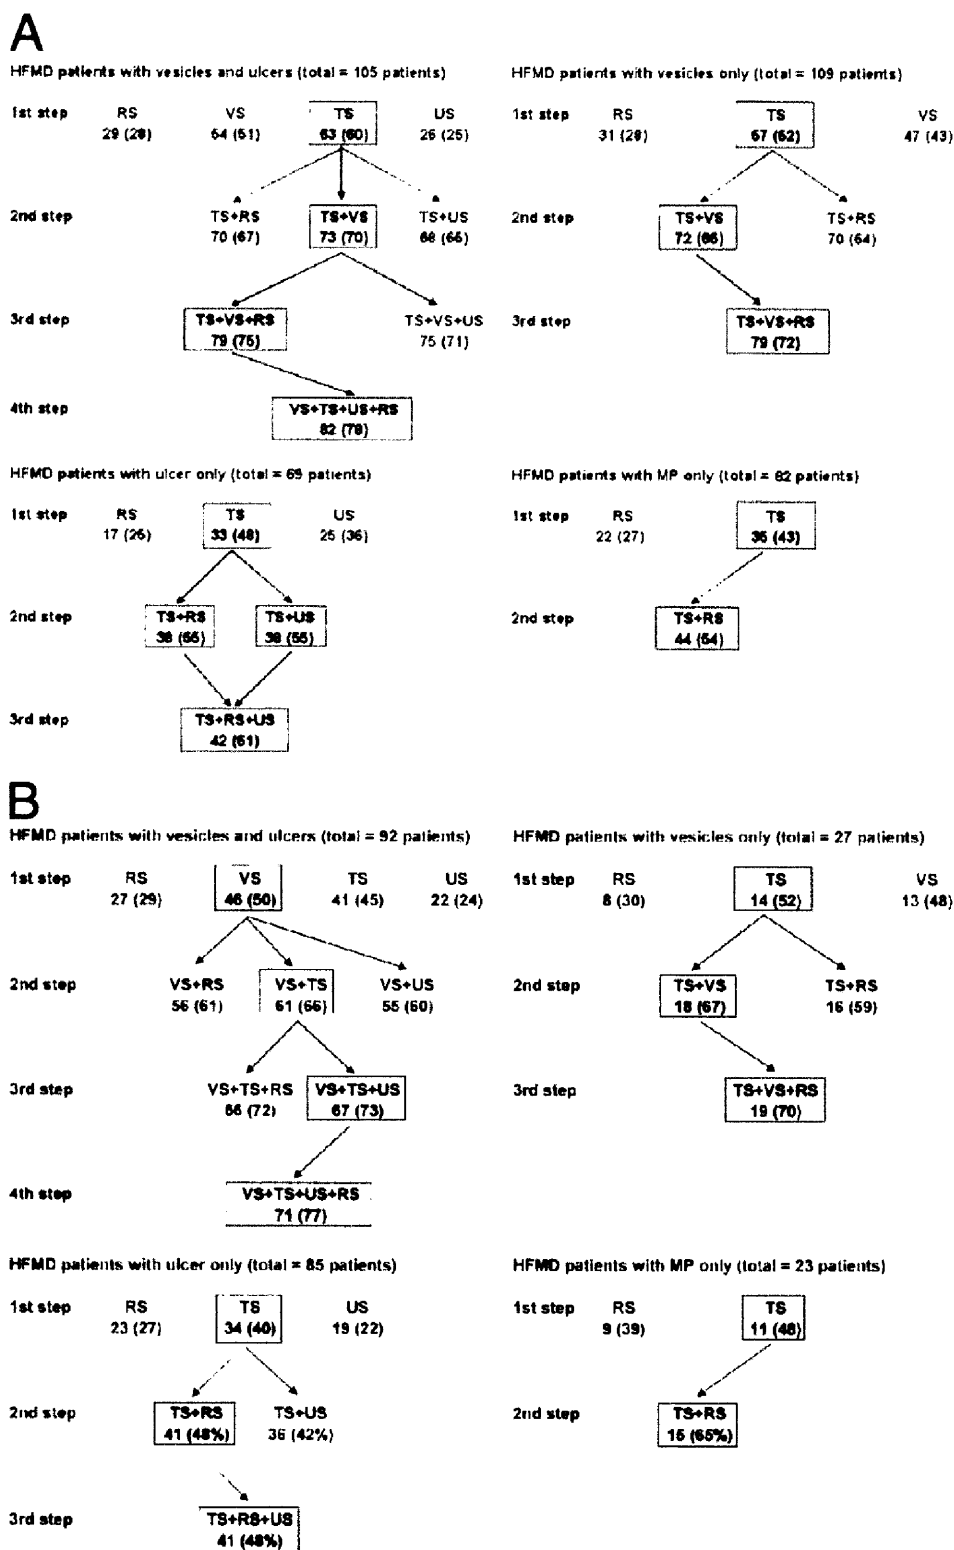 A
HFMD patients with vesicles and ulcers (total = 105 patients)
1st step RS VS TS US
29 (28) 54 (51) 63 (60) 26 (25)
2nd step TS+RS TS+VS TS+US
70 (67) 73 (70) 68 (65)
3rd step TS+VS+RS TS+VS+US
79 (75) 75 (71)
4th step VS+TS+US+RS
82 (78)
HFMD patients with vesicles only (total = 109 patients)
1st step RS TS VS
31 (28) 67 (62) 47 (43)
2nd step TS+VS TS+RS
72 (66) 70 (64)
3rd step TS+VS+RS
79 (72)
HFMD patients with ulcer only (total = 69 patients)
1st step RS TS US
17 (25) 33 (48) 25 (36)
2nd step TS+RS TS+US
38 (55) 38 (55)
3rd step TS+RS+US
42 (61)
HFMD patients with MP only (total = 82 patients)
1st step RS TS
22 (27) 35 (43)
2nd step TS+RS
44 (54)
B
HFMD patients with vesicles and ulcers (total = 92 patients)
1st step RS VS TS US
27 (29) 46 (50) 41 (45) 22 (24)
2nd step VS+RS VS+TS VS+US
56 (61) 61 (66) 55 (60)
3rd step VS+TS+RS VS+TS+US
66 (72) 67 (73)
4th step VS+TS+US+RS
71 (77)
HFMD patients with vesicles only (total = 27 patients)
1st step RS TS VS
8 (30) 14 (52) 13 (48)
2nd step TS+VS TS+RS
18 (67) 16 (59)
3rd step TS+VS+RS
19 (70)
HFMD patients with ulcer only (total = 85 patients)
1st step RS TS US
23 (27) 34 (40) 19 (22)
2nd step TS+RS TS+US
41 (48%) 36 (42%)
3rd step TS+RS+US
41 (48%)
HFMD patients with MP only (total = 23 patients)
1st step RS TS
9 (39) 11 (48)
2nd step TS+RS
15 (65%)